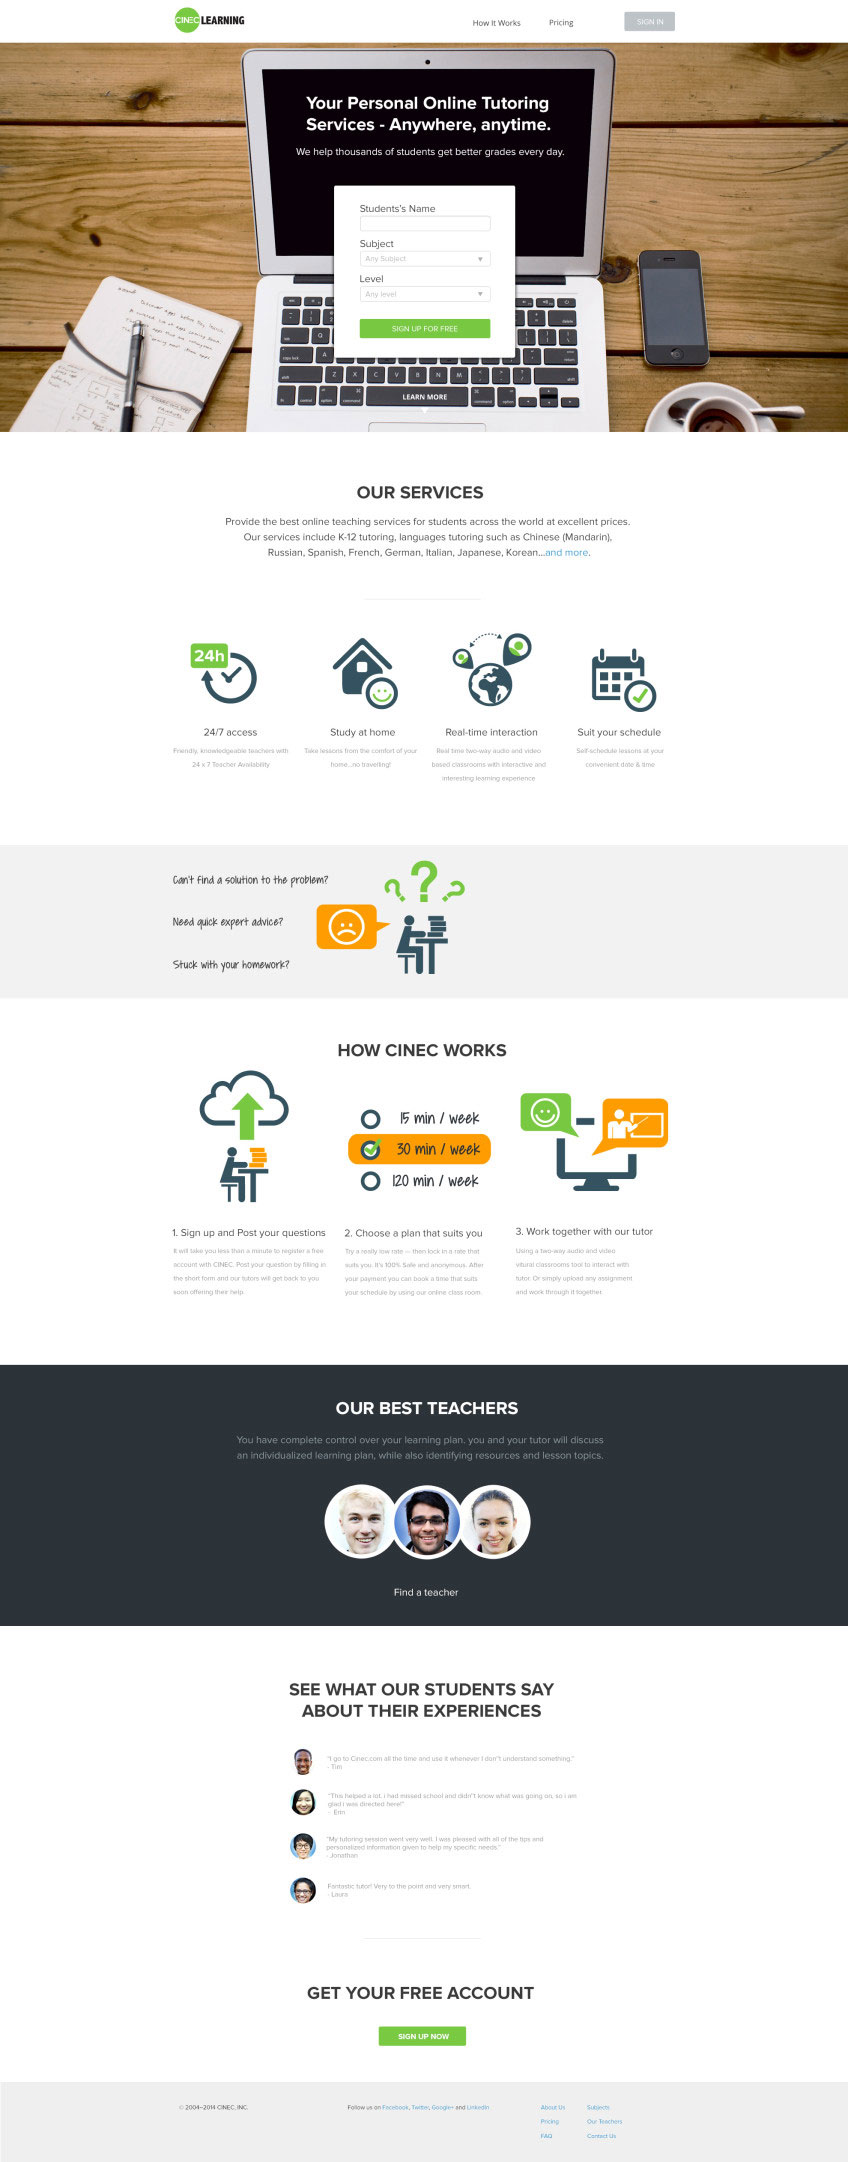 CINEC LEARNING
How It Works
Pricing
SIGN IN
Your Personal Online Tutoring
Services - Anywhere, anytime.
We help thousands of students get better grades every day.
Students's Name
Subject
Any Subject
Level
Any level
SIGN UP FOR FREE
LEARN MORE
OUR SERVICES
Provide the best online teaching services for students across the world at excellent prices.
Our services include K-12 tutoring, languages tutoring such as Chinese (Mandarin),
Russian, Spanish, French, German, Italian, Japanese, Korean...and more.
24h
24/7 access
Friendly, knowledgeable teachers with
24 x 7 Teacher Availability
Study at home
Take lessons from the comfort of your
home...no traveling!
Real-time interaction
Real time two-way audio and video
based classrooms with interactive and
interesting learning experience
Suit your schedule
Self-schedule lessons at your
convenient date & time
Can't find a solution to the problem?
Need quick expert advice?
Stuck with your homework?
? ? ?
HOW CINEC WORKS
15 min / week
30 min / week
120 min / week
1. Sign up and Post your questions
It will take you less than a minute to register a free
account with CINEC. Post your question by filling in
the short form and our tutors will get back to you
soon offering their help.
2. Choose a plan that suits you
Try a really low rate — then lock in a rate that
suits you. It's 100% Safe and anonymous. After
your payment you can book a time that suits
your schedule by using our online class room.
3. Work together with our tutor
Using a two-way audio and video
vitural classrooms tool to interact with
tutor. Or simply upload any assignment
and work through it together.
OUR BEST TEACHERS
You have complete control over your learning plan. you and your tutor will discuss
an individualized learning plan, while also identifying resources and lesson topics.
Find a teacher
SEE WHAT OUR STUDENTS SAY
ABOUT THEIR EXPERIENCES
"I go to Cinec.com all the time and use it whenever I don"t understand something."
- Tim
"This helped a lot. i had missed school and didn"t know what was going on, so i am
glad i was directed here!"
- Erin
"My tutoring session went very well. I was pleased with all of the tips and
personalized information given to help my specific needs."
- Jonathan
Fantastic tutor! Very to the point and very smart.
- Laura
GET YOUR FREE ACCOUNT
SIGN UP NOW
© 2004–2014 CINEC, INC.
Follow us on Facebook, Twitter, Google+ and LinkedIn
About Us
Pricing
FAQ
Subjects
Our Teachers
Contact Us